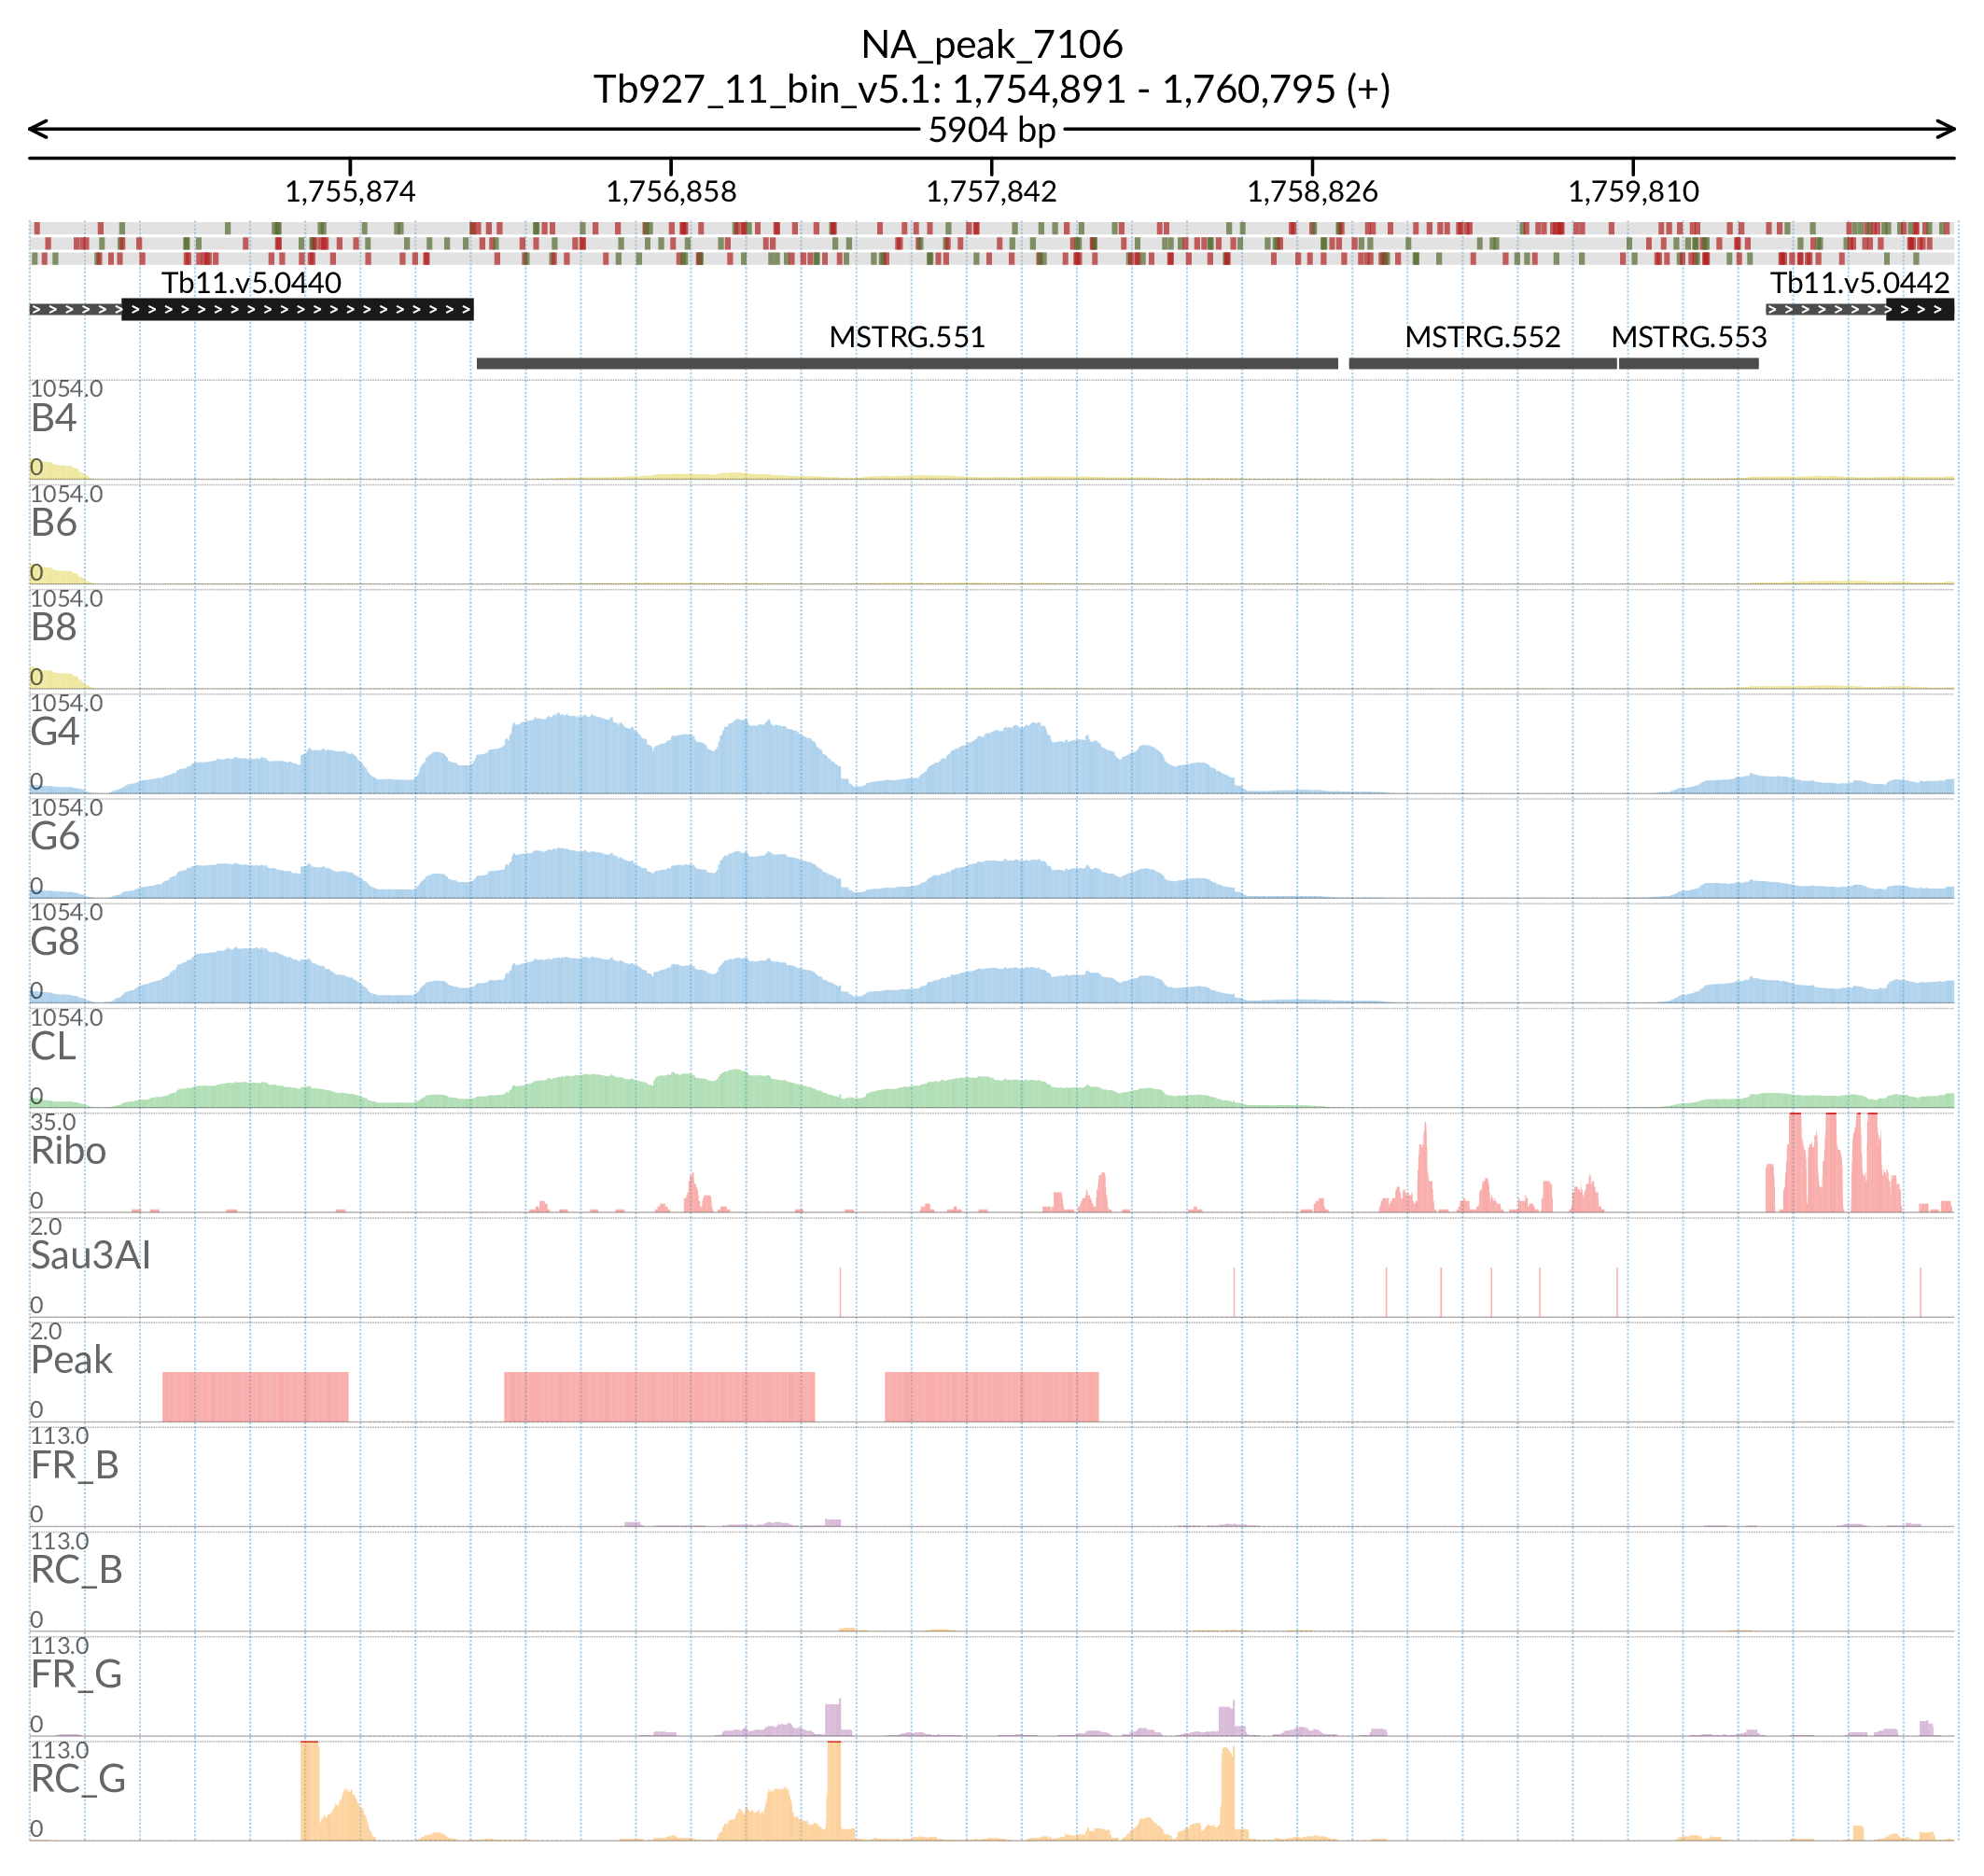 NA_peak_7106
Tb927_11_bin_v5.1: 1,754,891 - 1,760,795 (+)
5904 bp
1,755,874 1,756,858 1,757,842 1,758,826 1,759,810
Tb11.v5.0440 Tb11.v5.0442
MSTRG.551 MSTRG.552 MSTRG.553
1054.0
B4
0
1054.0
B6
0
1054.0
B8
0
1054.0
G4
0
1054.0
G6
0
1054.0
G8
0
1054.0
CL
0
35.0
Ribo
0
2.0
Sau3AI
0
2.0
Peak
0
113.0
FR_B
0
113.0
RC_B
0
113.0
FR_G
0
113.0
RC_G
0